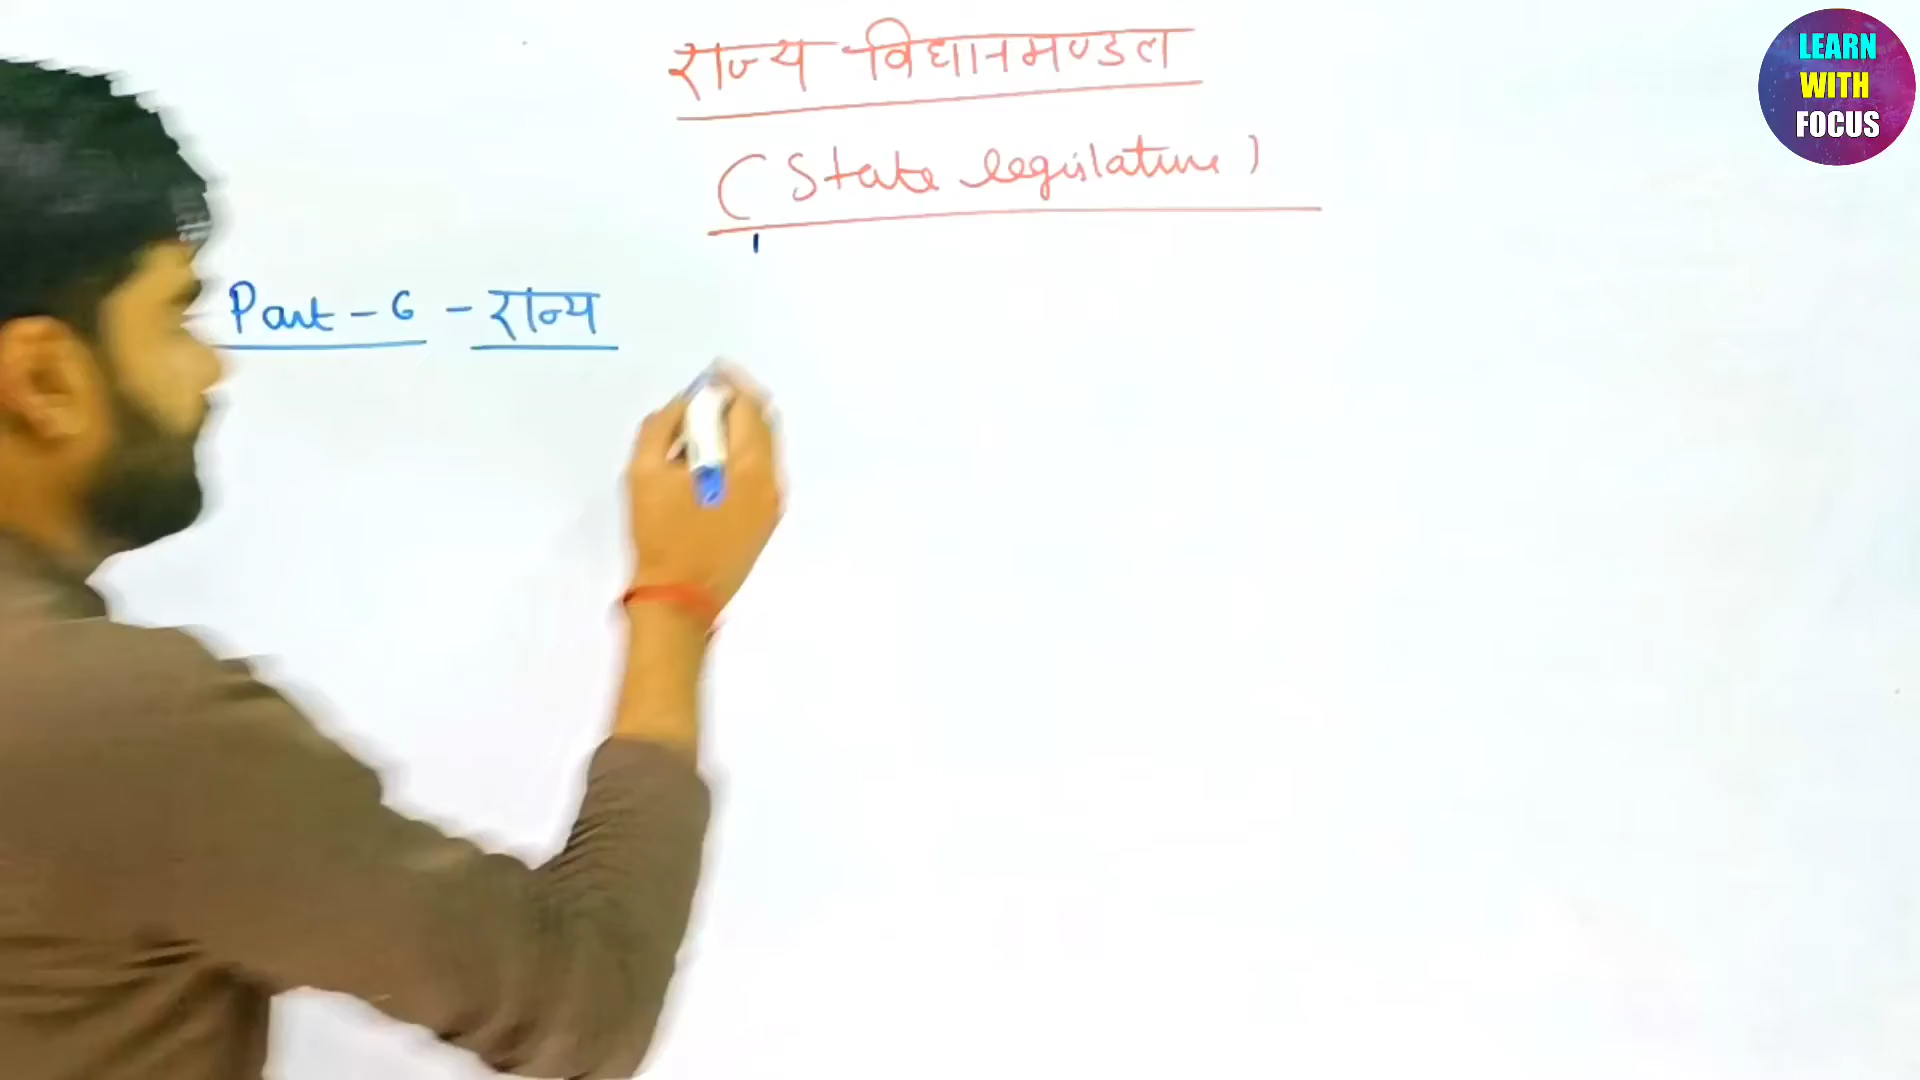 राज्य विधानमण्डल
(State legislature)
Part - 6 - राज्य
LEARN
WITH
FOCUS